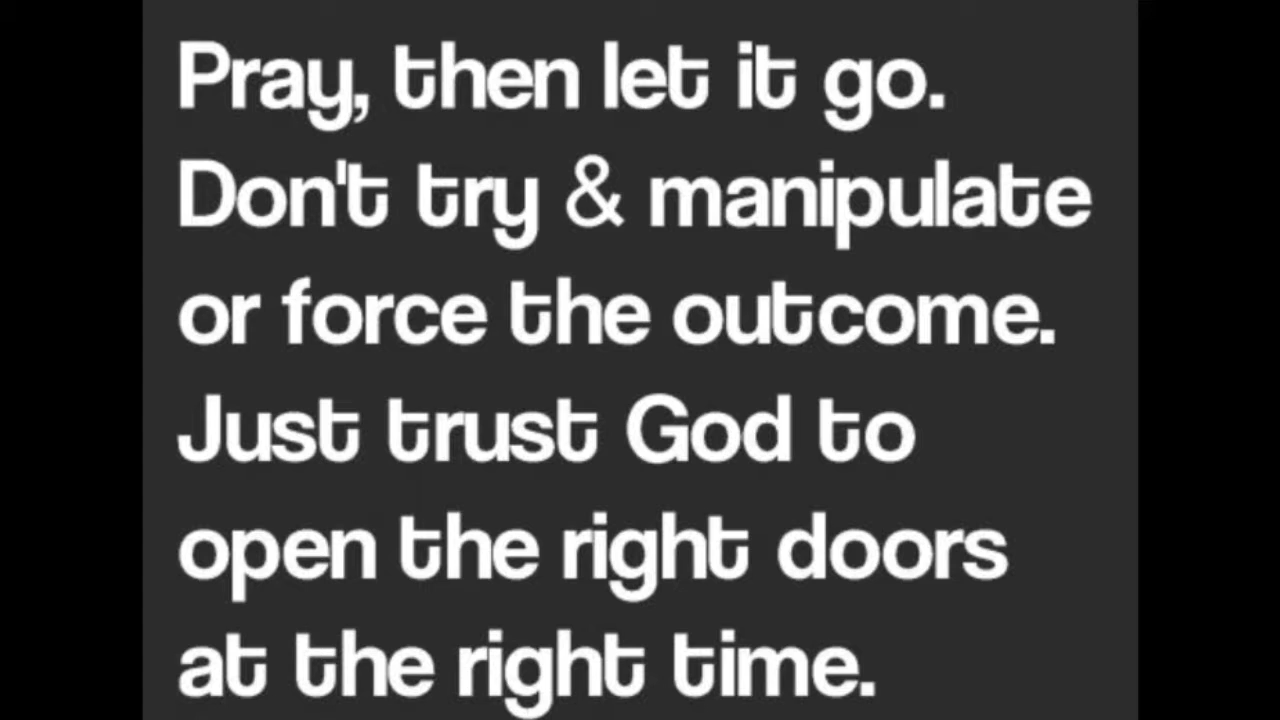 Pray, then let it go.
Don't try & manipulate
or force the outcome.
Just trust God to
open the right doors
at the right time.